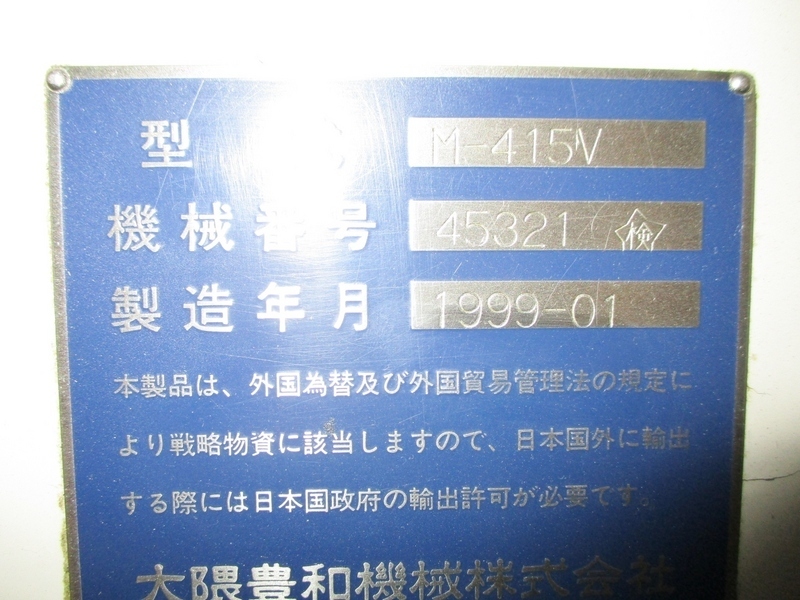 型 M-415V
機械番号 45321 検
製造年月 1999-01
本製品は、外国為替及び外国貿易管理法の規定に
より戦略物資に該当しますので、日本国外に輸出
する際には日本国政府の輸出許可が必要です。
大隈豊和機械株式会社